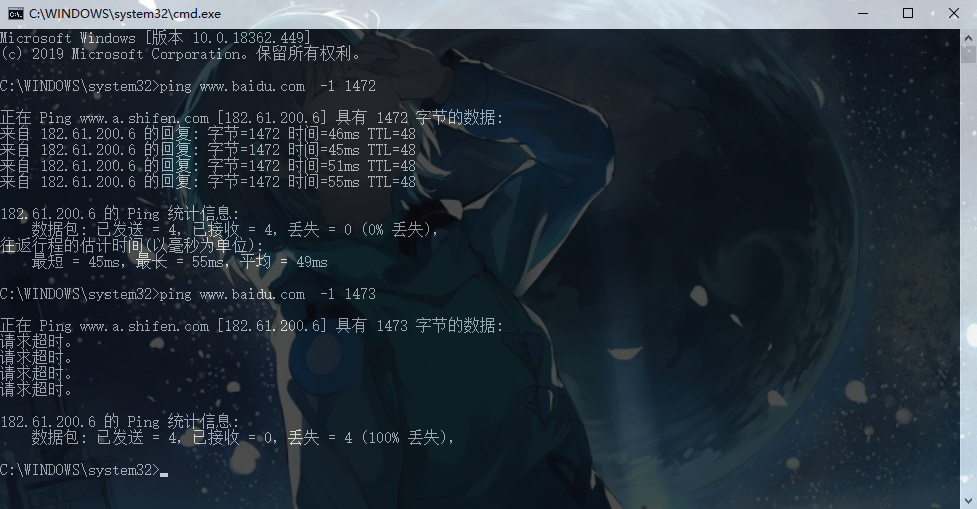 C:\WINDOWS\system32\cmd.exe
Microsoft Windows [版本 10.0.18362.449]
(c) 2019 Microsoft Corporation。保留所有权利。
C:\WINDOWS\system32>ping www.baidu.com  -l 1472
正在 Ping www.a.shifen.com [182.61.200.6] 具有 1472 字节的数据:
来自 182.61.200.6 的回复: 字节=1472 时间=46ms TTL=48
来自 182.61.200.6 的回复: 字节=1472 时间=45ms TTL=48
来自 182.61.200.6 的回复: 字节=1472 时间=51ms TTL=48
来自 182.61.200.6 的回复: 字节=1472 时间=55ms TTL=48
182.61.200.6 的 Ping 统计信息:
    数据包: 已发送 = 4，已接收 = 4，丢失 = 0 (0% 丢失)，
往返行程的估计时间(以毫秒为单位):
    最短 = 45ms，最长 = 55ms，平均 = 49ms
C:\WINDOWS\system32>ping www.baidu.com  -l 1473
正在 Ping www.a.shifen.com [182.61.200.6] 具有 1473 字节的数据:
请求超时。
请求超时。
请求超时。
请求超时。
182.61.200.6 的 Ping 统计信息:
    数据包: 已发送 = 4，已接收 = 0，丢失 = 4 (100% 丢失)，
C:\WINDOWS\system32>